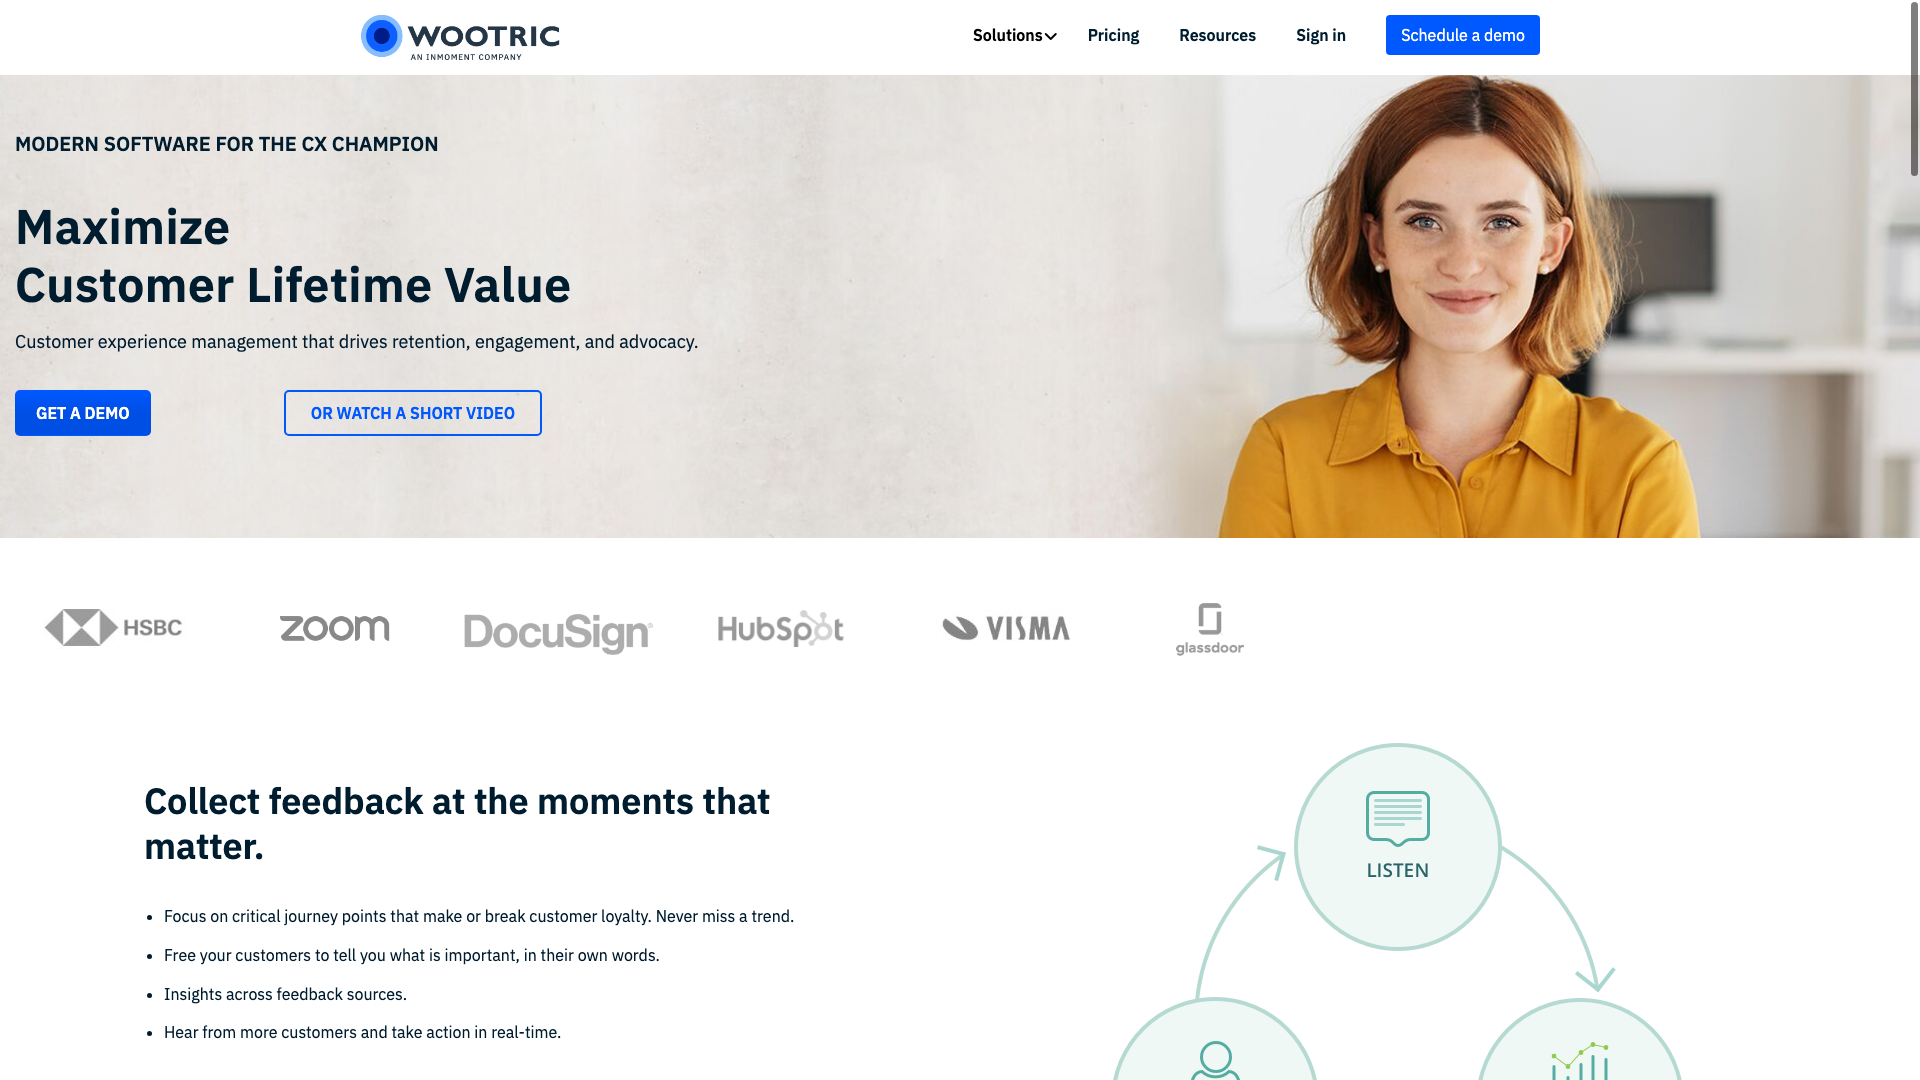 WOOTRIC
AN INMOMENT COMPANY
Solutions
Pricing
Resources
Sign in
Schedule a demo
MODERN SOFTWARE FOR THE CX CHAMPION
Maximize
Customer Lifetime Value
Customer experience management that drives retention, engagement, and advocacy.
GET A DEMO
OR WATCH A SHORT VIDEO
HSBC
zoom
DocuSign
HubSpot
VISMA
glassdoor
Collect feedback at the moments that
matter.
• Focus on critical journey points that make or break customer loyalty. Never miss a trend.
• Free your customers to tell you what is important, in their own words.
• Insights across feedback sources.
• Hear from more customers and take action in real-time.
LISTEN